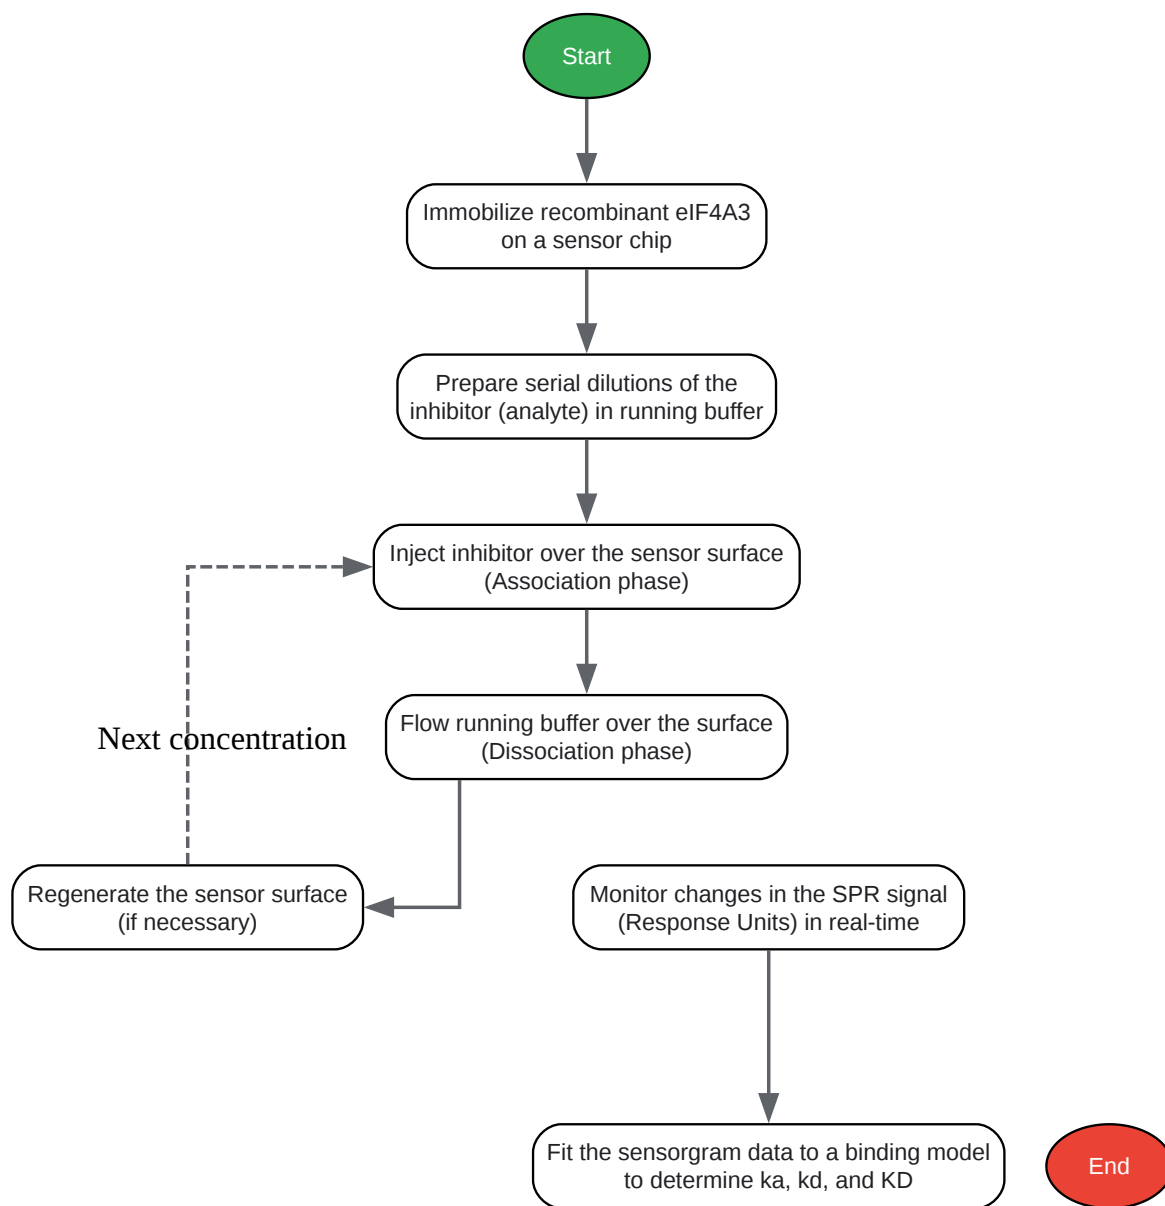 Start
Immobilize recombinant eIF4A3
on a sensor chip
Prepare serial dilutions of the
inhibitor (analyte) in running buffer
Inject inhibitor over the sensor surface
(Association phase)
Flow running buffer over the surface
(Dissociation phase)
Next concentration
Regenerate the sensor surface
(if necessary)
Monitor changes in the SPR signal
(Response Units) in real-time
Fit the sensorgram data to a binding model
to determine ka, kd, and KD
End